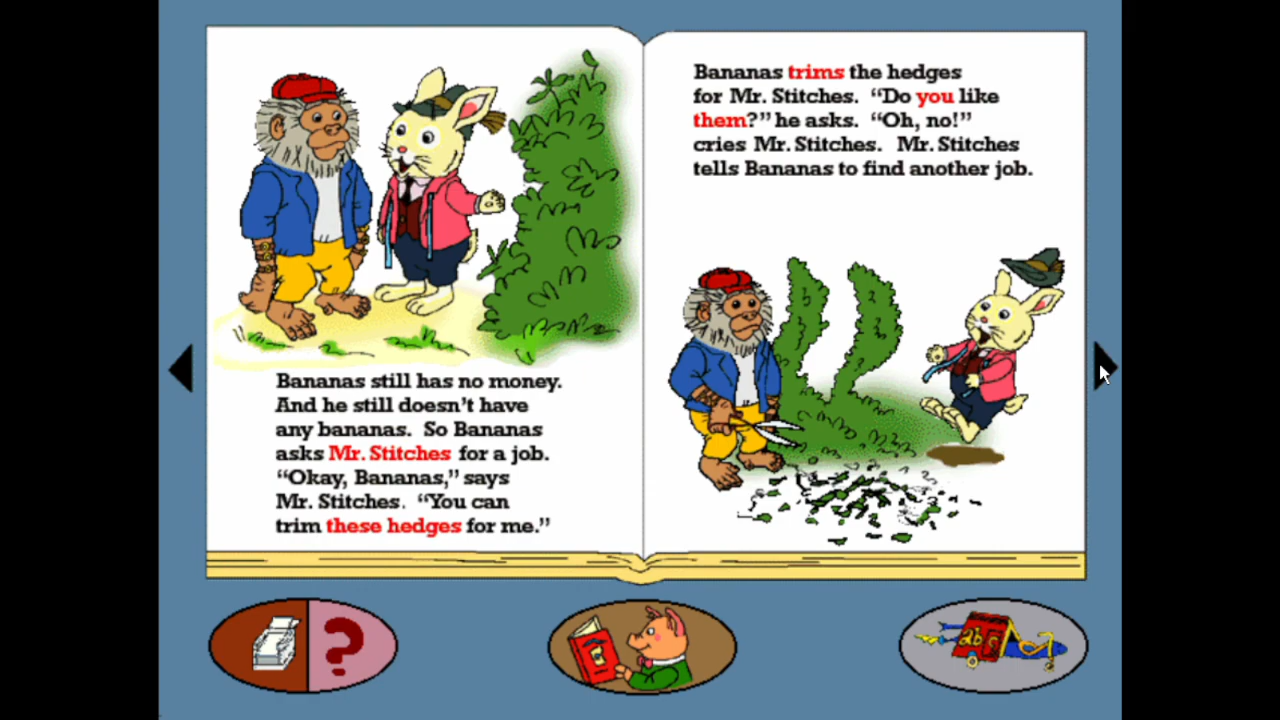 Bananas still has no money.
And he still doesn't have
any bananas. So Bananas
asks Mr. Stitches for a job.
“Okay, Bananas,” says
Mr. Stitches. “You can
trim these hedges for me.”
Bananas trims the hedges
for Mr. Stitches. “Do you like
them?” he asks. “Oh, no!”
cries Mr. Stitches. Mr. Stitches
tells Bananas to find another job.
?
abc